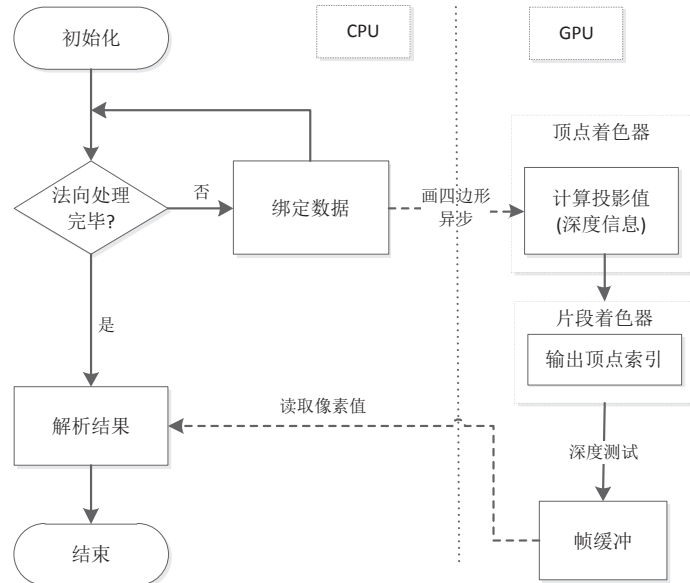 初始化
CPU
GPU
顶点着色器
法向处理
完毕?
否
绑定数据
画四边形
异步
计算投影值
(深度信息)
是
片段着色器
输出顶点索引
解析结果
读取像素值
深度测试
结束
帧缓冲